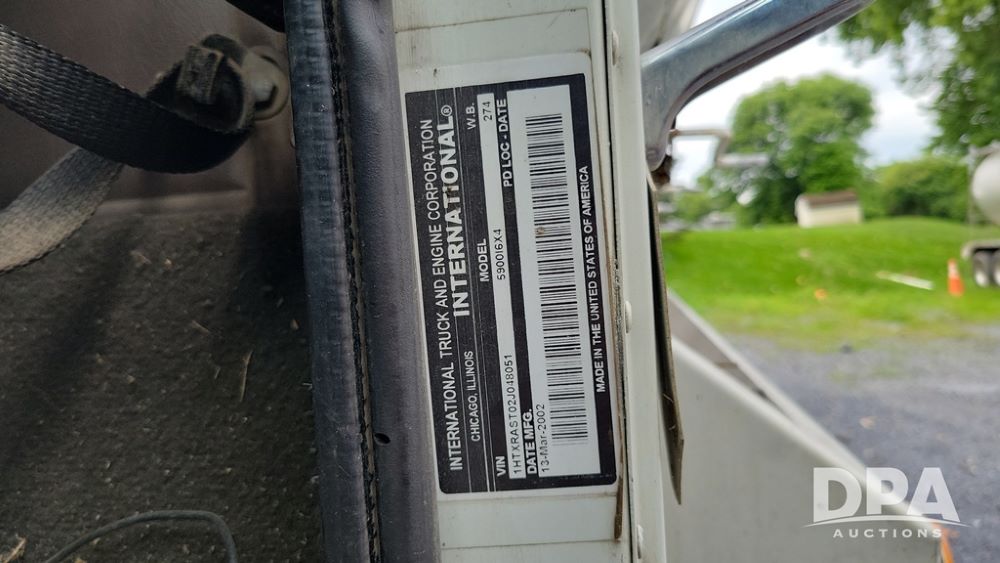 INTERNATIONAL TRUCK AND ENGINE CORPORATION
CHICAGO, ILLINOIS
INTERNATIONAL®
VIN
MODEL
W.B.
1HTXRAST02J048051
5900I6X4
274
DATE MFG.
PD LOC - DATE
13-Mar-2002
MADE IN THE UNITED STATES OF AMERICA
DPA
AUCTIONS